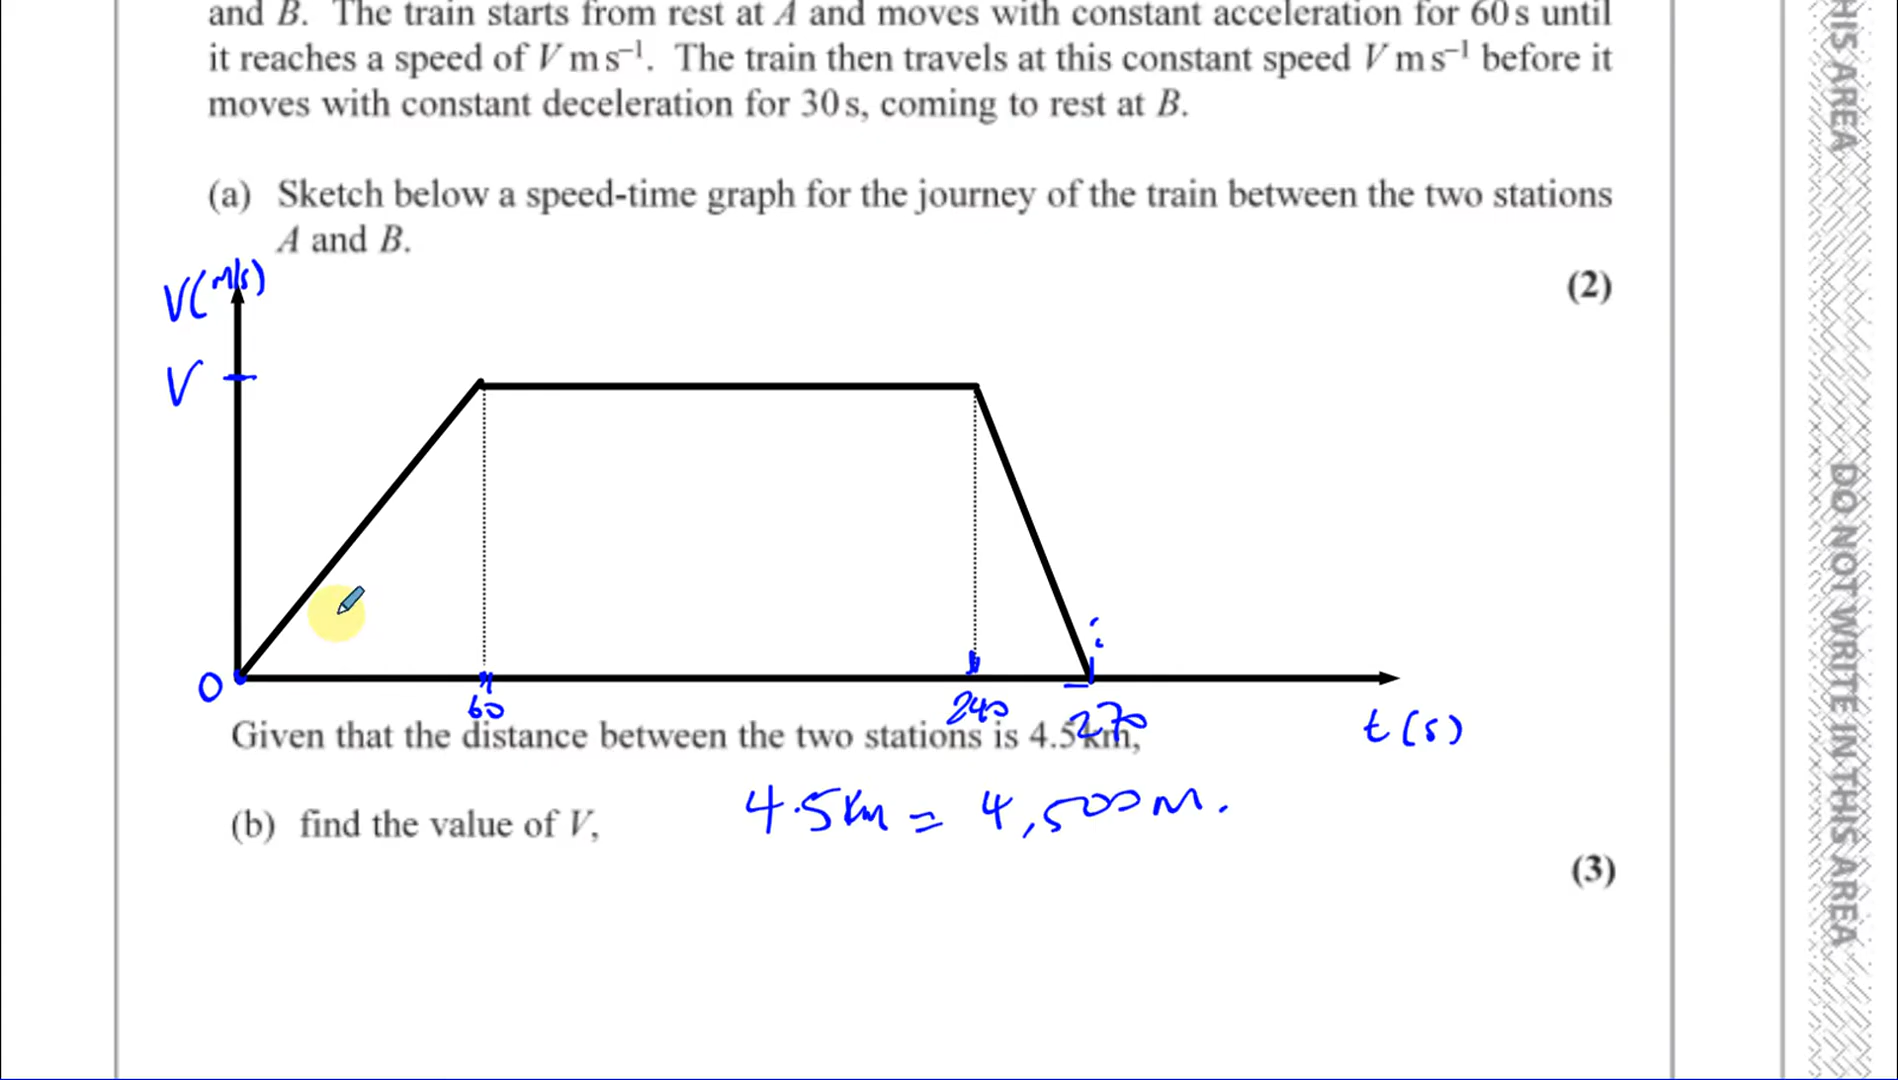 and B. The train starts from rest at A and moves with constant acceleration for 60 s until
it reaches a speed of V m s⁻¹. The train then travels at this constant speed V m s⁻¹ before it
moves with constant deceleration for 30 s, coming to rest at B.
(a) Sketch below a speed-time graph for the journey of the train between the two stations
A and B.
(2)
V(m/s)
V
0
60
240
270
t(s)
Given that the distance between the two stations is 4.5 km,
4.5km = 4,500m.
(b) find the value of V,
(3)
HIS AREA
DO NOT WRITE IN THIS AREA